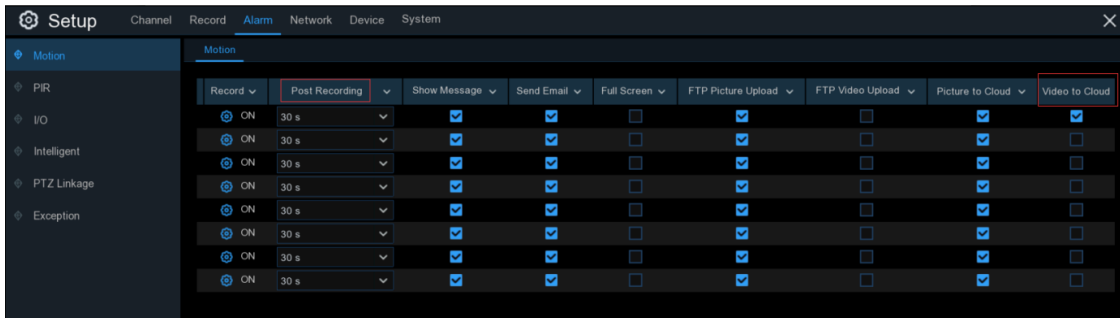 Setup Channel Record Alarm Network Device System
Motion
Motion
PIR
Record Post Recording Show Message Send Email Full Screen FTP Picture Upload FTP Video Upload Picture to Cloud Video to Cloud
I/O
ON 30 s
ON 30 s
Intelligent
ON 30 s
PTZ Linkage
ON 30 s
Exception
ON 30 s
ON 30 s
ON 30 s
ON 30 s